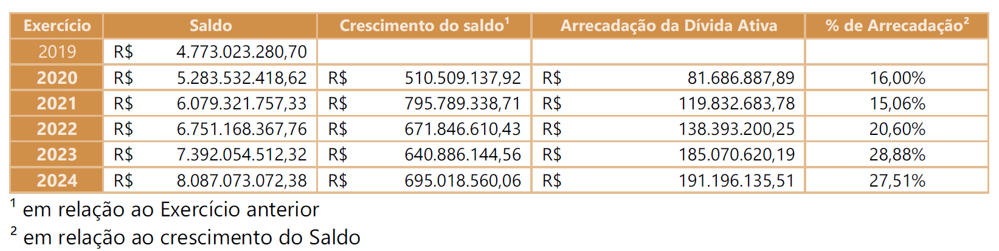 Exercício Saldo Crescimento do saldo¹ Arrecadação da Dívida Ativa % de Arrecadação²
2019 R$ 4.773.023.280,70
2020 R$ 5.283.532.418,62 R$ 510.509.137,92 R$ 81.686.887,89 16,00%
2021 R$ 6.079.321.757,33 R$ 795.789.338,71 R$ 119.832.683,78 15,06%
2022 R$ 6.751.168.367,76 R$ 671.846.610,43 R$ 138.393.200,25 20,60%
2023 R$ 7.392.054.512,32 R$ 640.886.144,56 R$ 185.070.620,19 28,88%
2024 R$ 8.087.073.072,38 R$ 695.018.560,06 R$ 191.196.135,51 27,51%
¹ em relação ao Exercício anterior
² em relação ao crescimento do Saldo